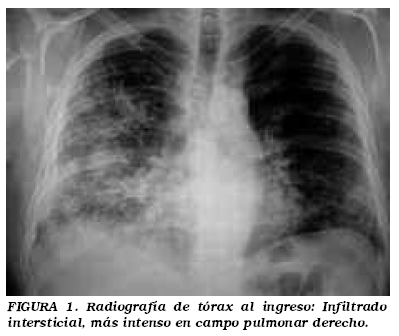 FIGURA 1. Radiografía de tórax al ingreso: Infiltrado
intersticial, más intenso en campo pulmonar derecho.